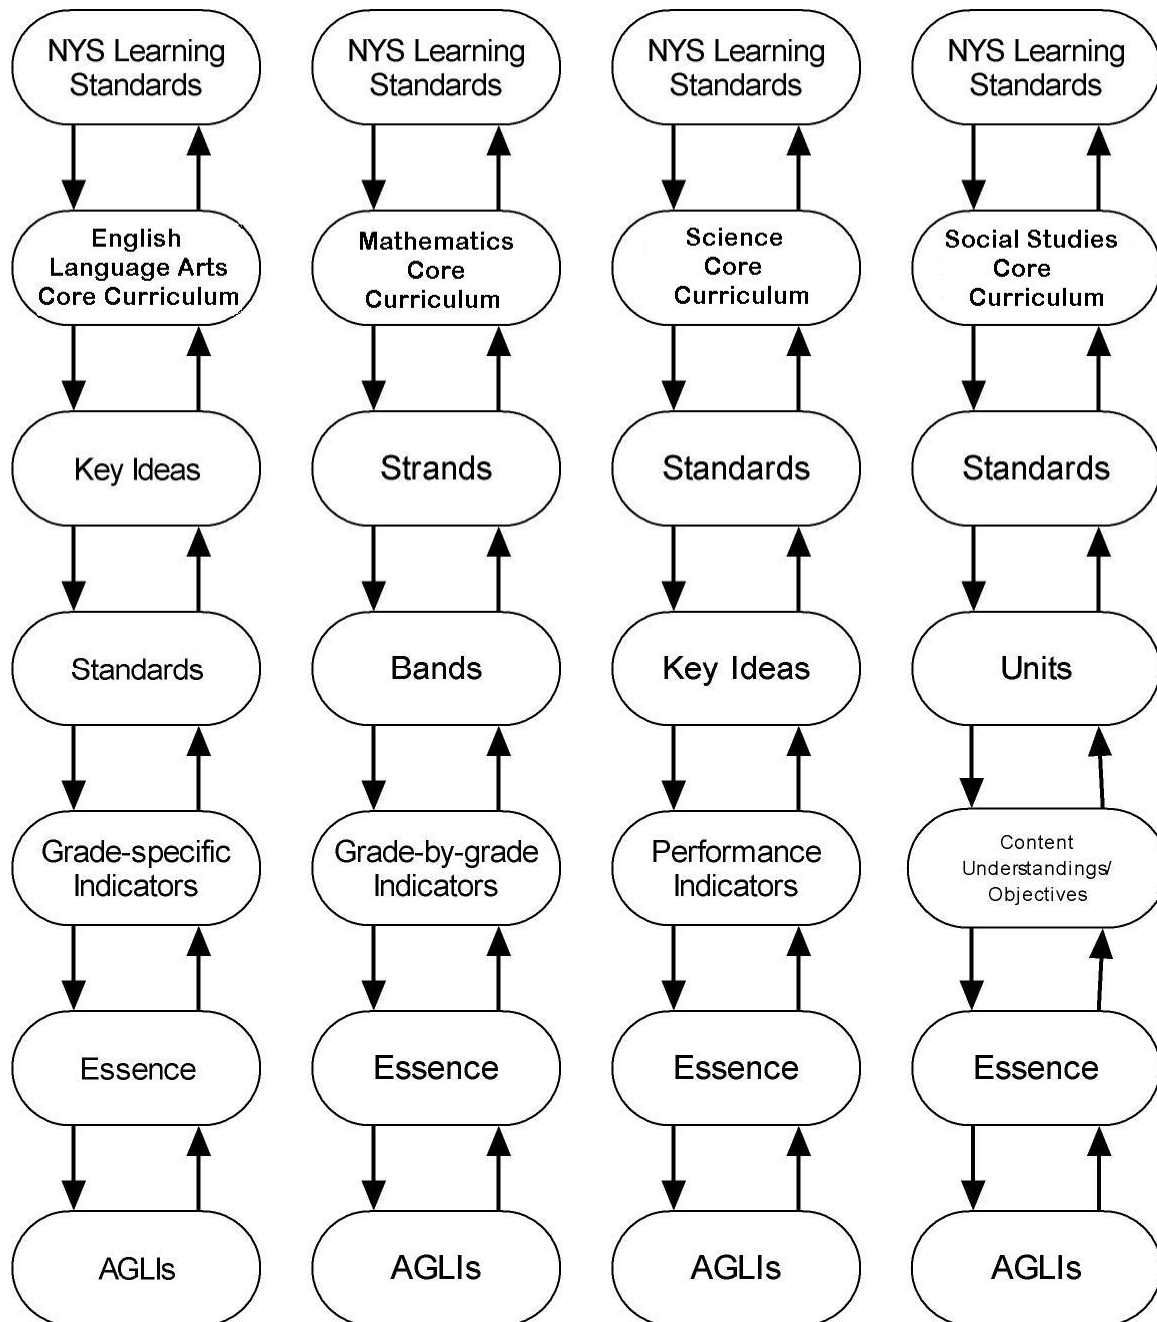 NYS Learning
Standards
English
Language Arts
Core Curriculum
Key Ideas
Standards
Grade-specific
Indicators
Essence
AGLIs
NYS Learning
Standards
Mathematics
Core
Curriculum
Strands
Bands
Grade-by-grade
Indicators
Essence
AGLIs
NYS Learning
Standards
Science
Core
Curriculum
Standards
Key Ideas
Performance
Indicators
Essence
AGLIs
NYS Learning
Standards
Social Studies
Core
Curriculum
Standards
Units
Content
Understandings/
Objectives
Essence
AGLIs